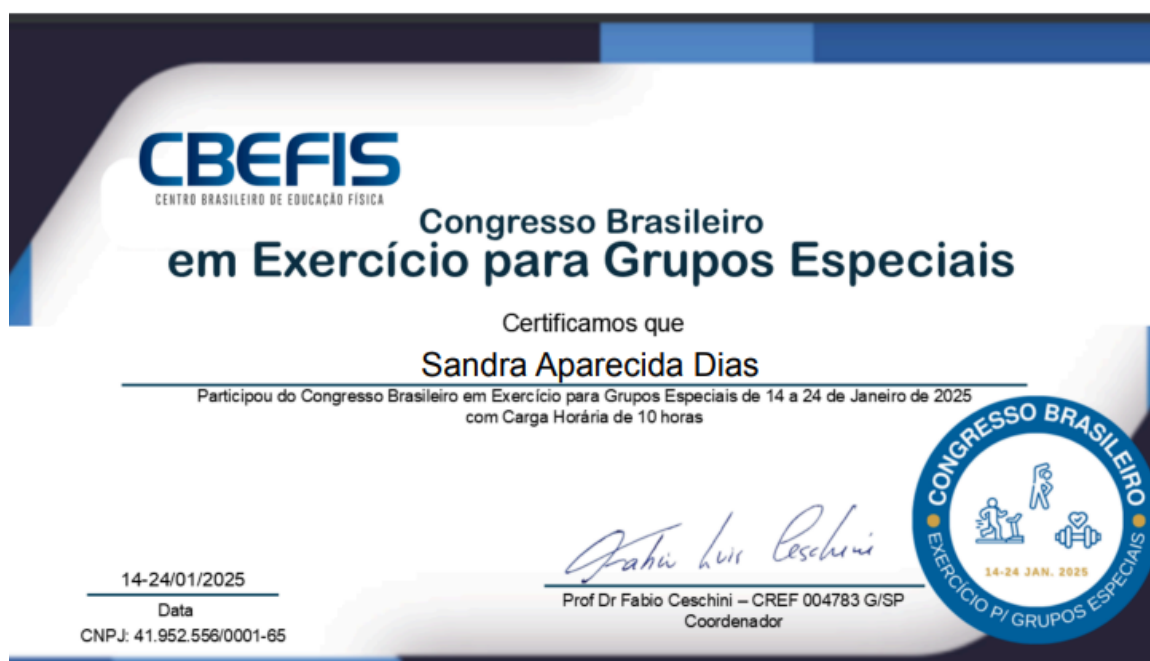 CBEFIS
CENTRO BRASILEIRO DE EDUCAÇÃO FÍSICA
Congresso Brasileiro
em Exercício para Grupos Especiais
Certificamos que
Sandra Aparecida Dias
Participou do Congresso Brasileiro em Exercício para Grupos Especiais de 14 a 24 de Janeiro de 2025
com Carga Horária de 10 horas
CONGRESSO BRASILEIRO
14-24 JAN. 2025
EXERCÍCIO P/ GRUPOS ESPECIAIS
Fabio Luis Ceschini
14-24/01/2025
Data
CNPJ: 41.952.556/0001-65
Prof Dr Fabio Ceschini – CREF 004783 G/SP
Coordenador